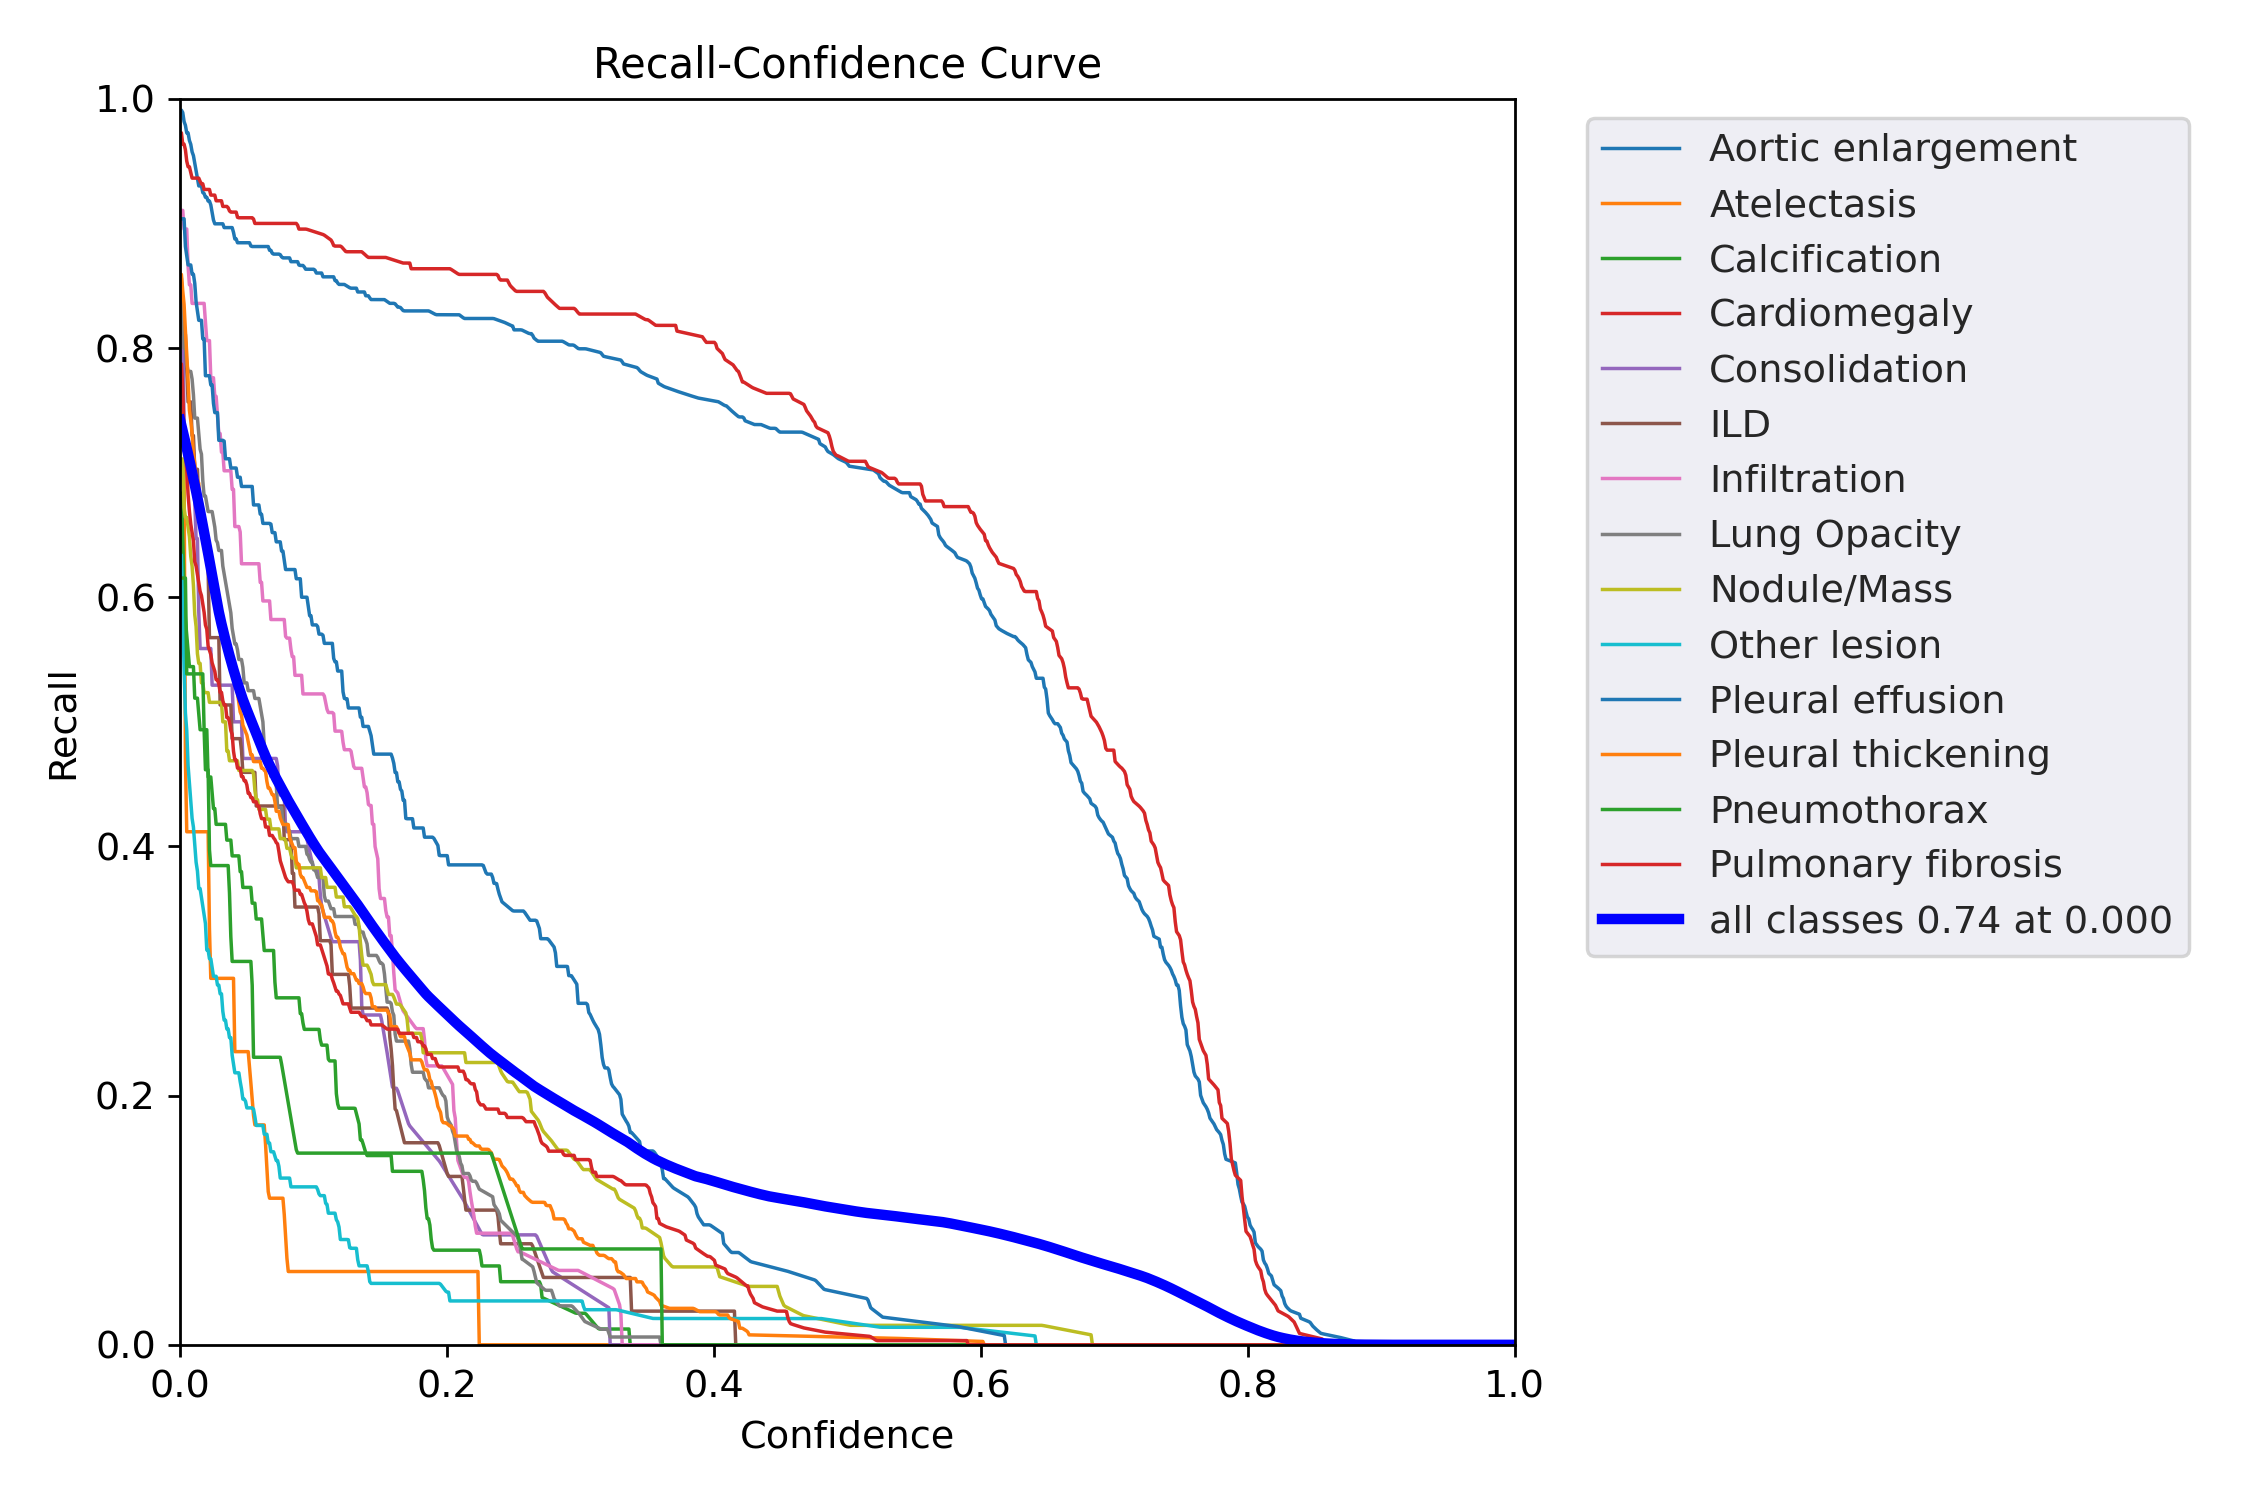 Recall-Confidence Curve
1.0
0.8
0.6
0.4
0.2
0.0
Recall
0.0 0.2 0.4 0.6 0.8 1.0
Confidence
Aortic enlargement
Atelectasis
Calcification
Cardiomegaly
Consolidation
ILD
Infiltration
Lung Opacity
Nodule/Mass
Other lesion
Pleural effusion
Pleural thickening
Pneumothorax
Pulmonary fibrosis
all classes 0.74 at 0.000